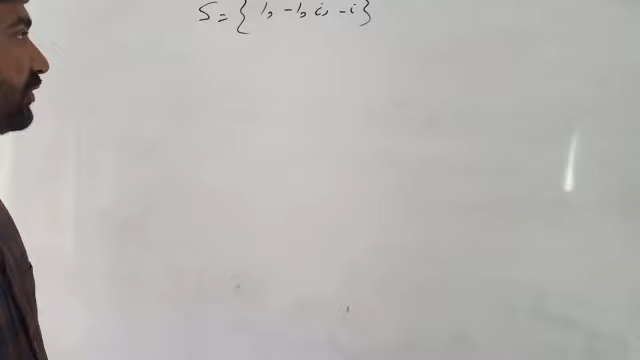 S = { 1, -1, i, -i }